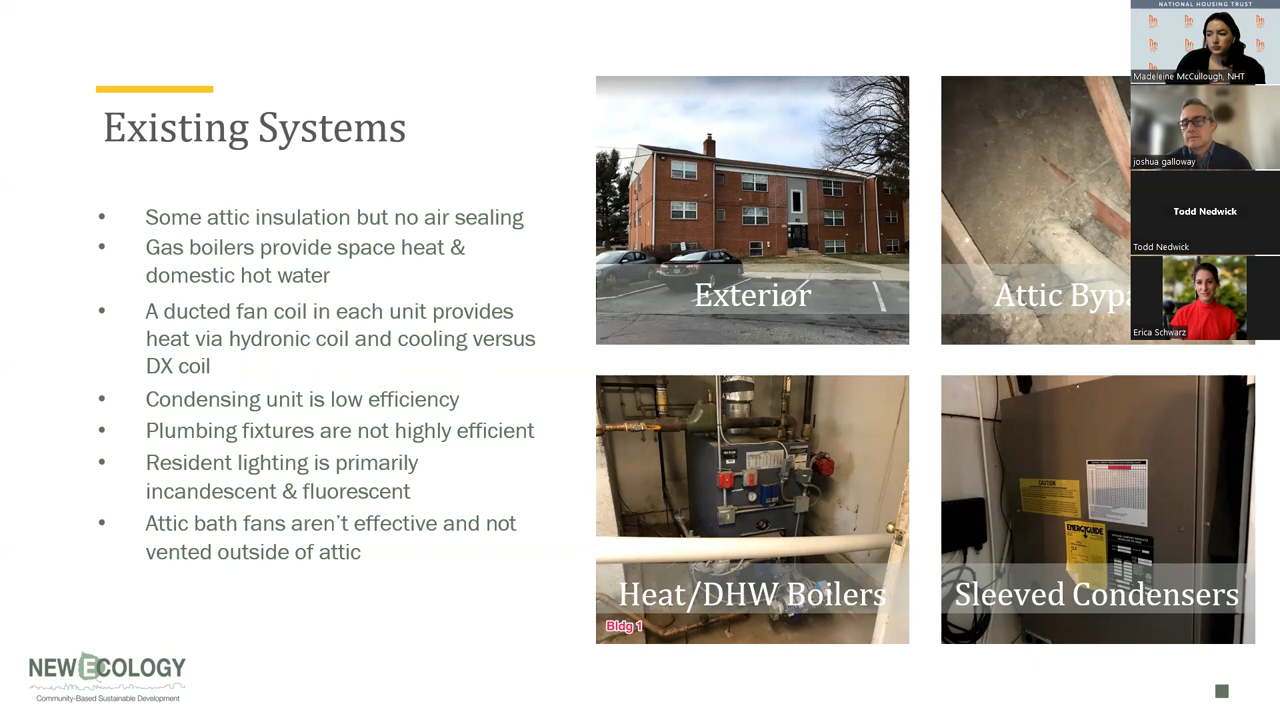 NATIONAL HOUSING TRUST
Madeleine McCullough, NHT
joshua galloway
Todd Nedwick
Todd Nedwick
Erica Schwarz
Existing Systems
• Some attic insulation but no air sealing
• Gas boilers provide space heat &
domestic hot water
• A ducted fan coil in each unit provides
heat via hydronic coil and cooling versus
DX coil
• Condensing unit is low efficiency
• Plumbing fixtures are not highly efficient
• Resident lighting is primarily
incandescent & fluorescent
• Attic bath fans aren't effective and not
vented outside of attic
Exterior
Attic Bypa
Heat/DHW Boilers
Bldg 1
CAUTION
ENERGYGUIDE
Sleeved Condensers
NEWECOLOGY
Community-Based Sustainable Development